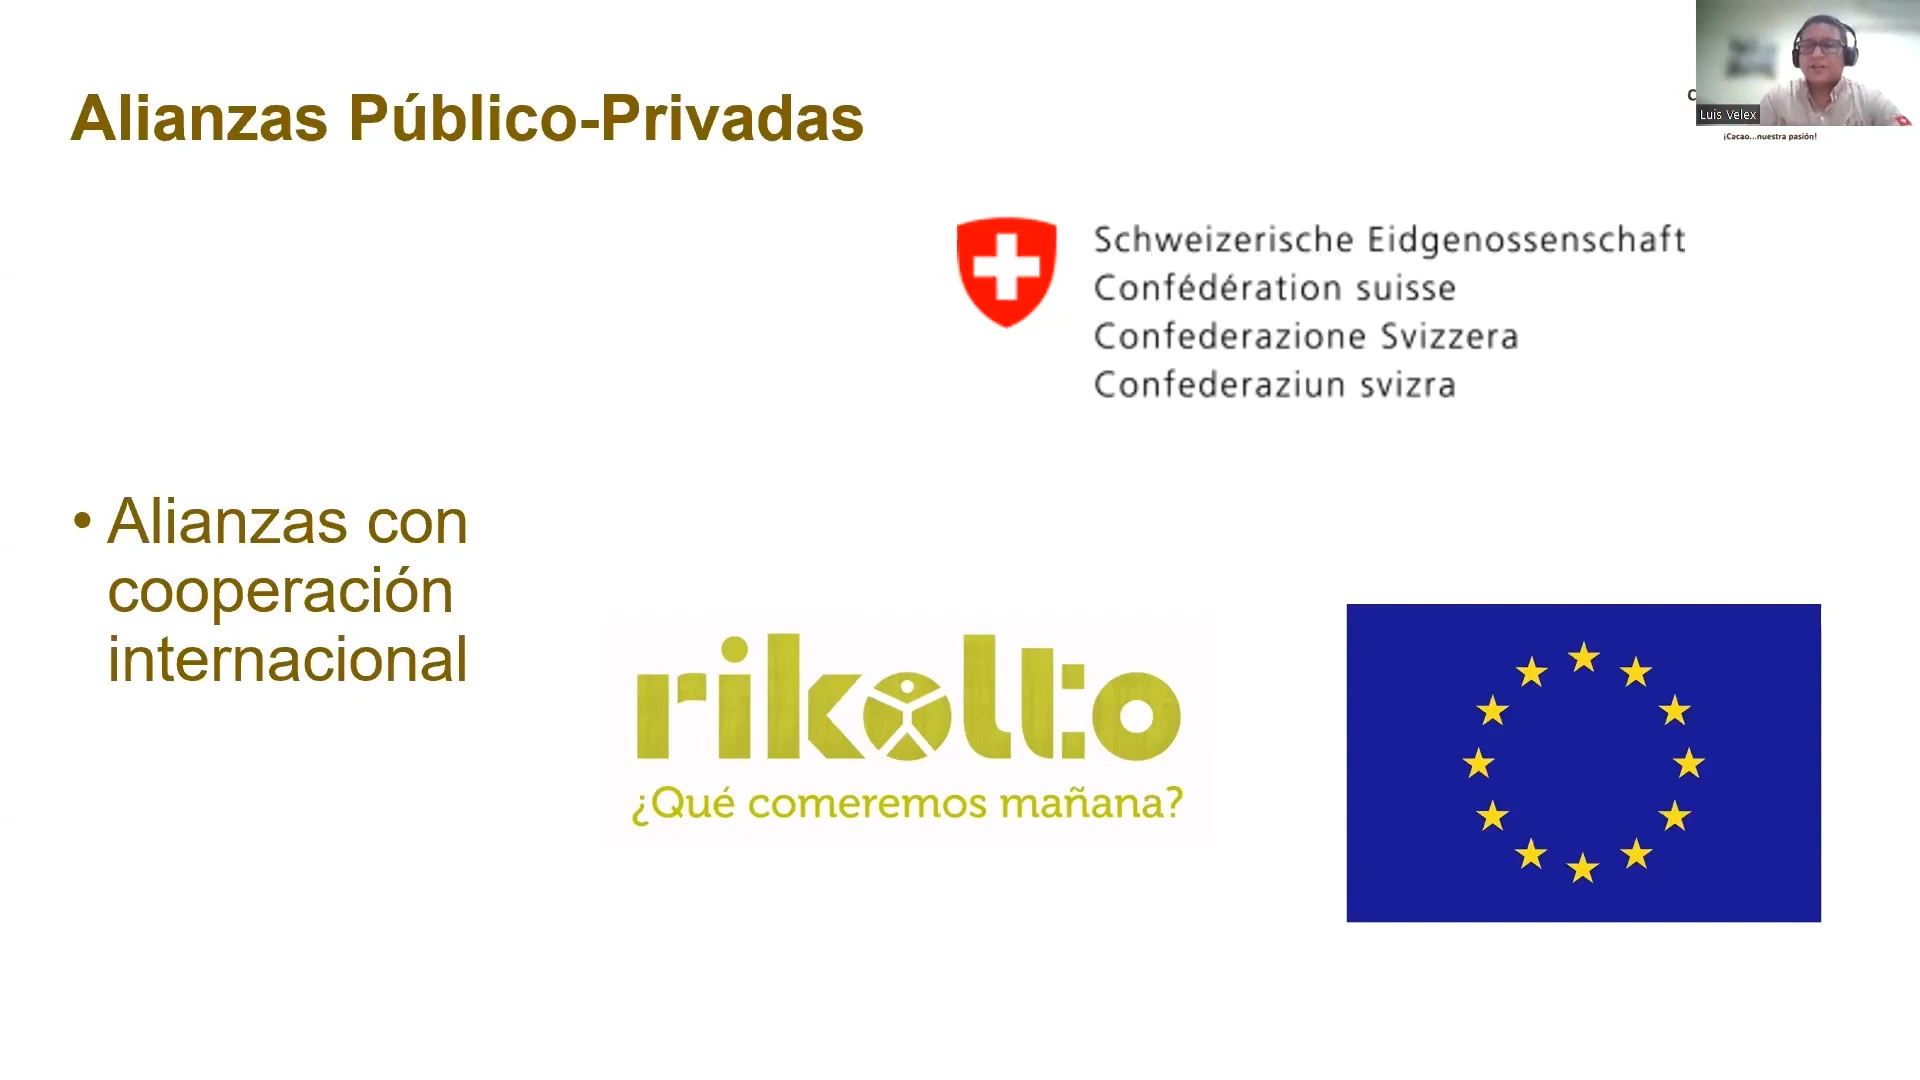 Alianzas Público-Privadas
Luis Velex
¡Cacao...nuestra pasión!
Schweizerische Eidgenossenschaft
Confédération suisse
Confederazione Svizzera
Confederaziun svizra
• Alianzas con
cooperación
internacional
rikolto
¿Qué comeremos mañana?